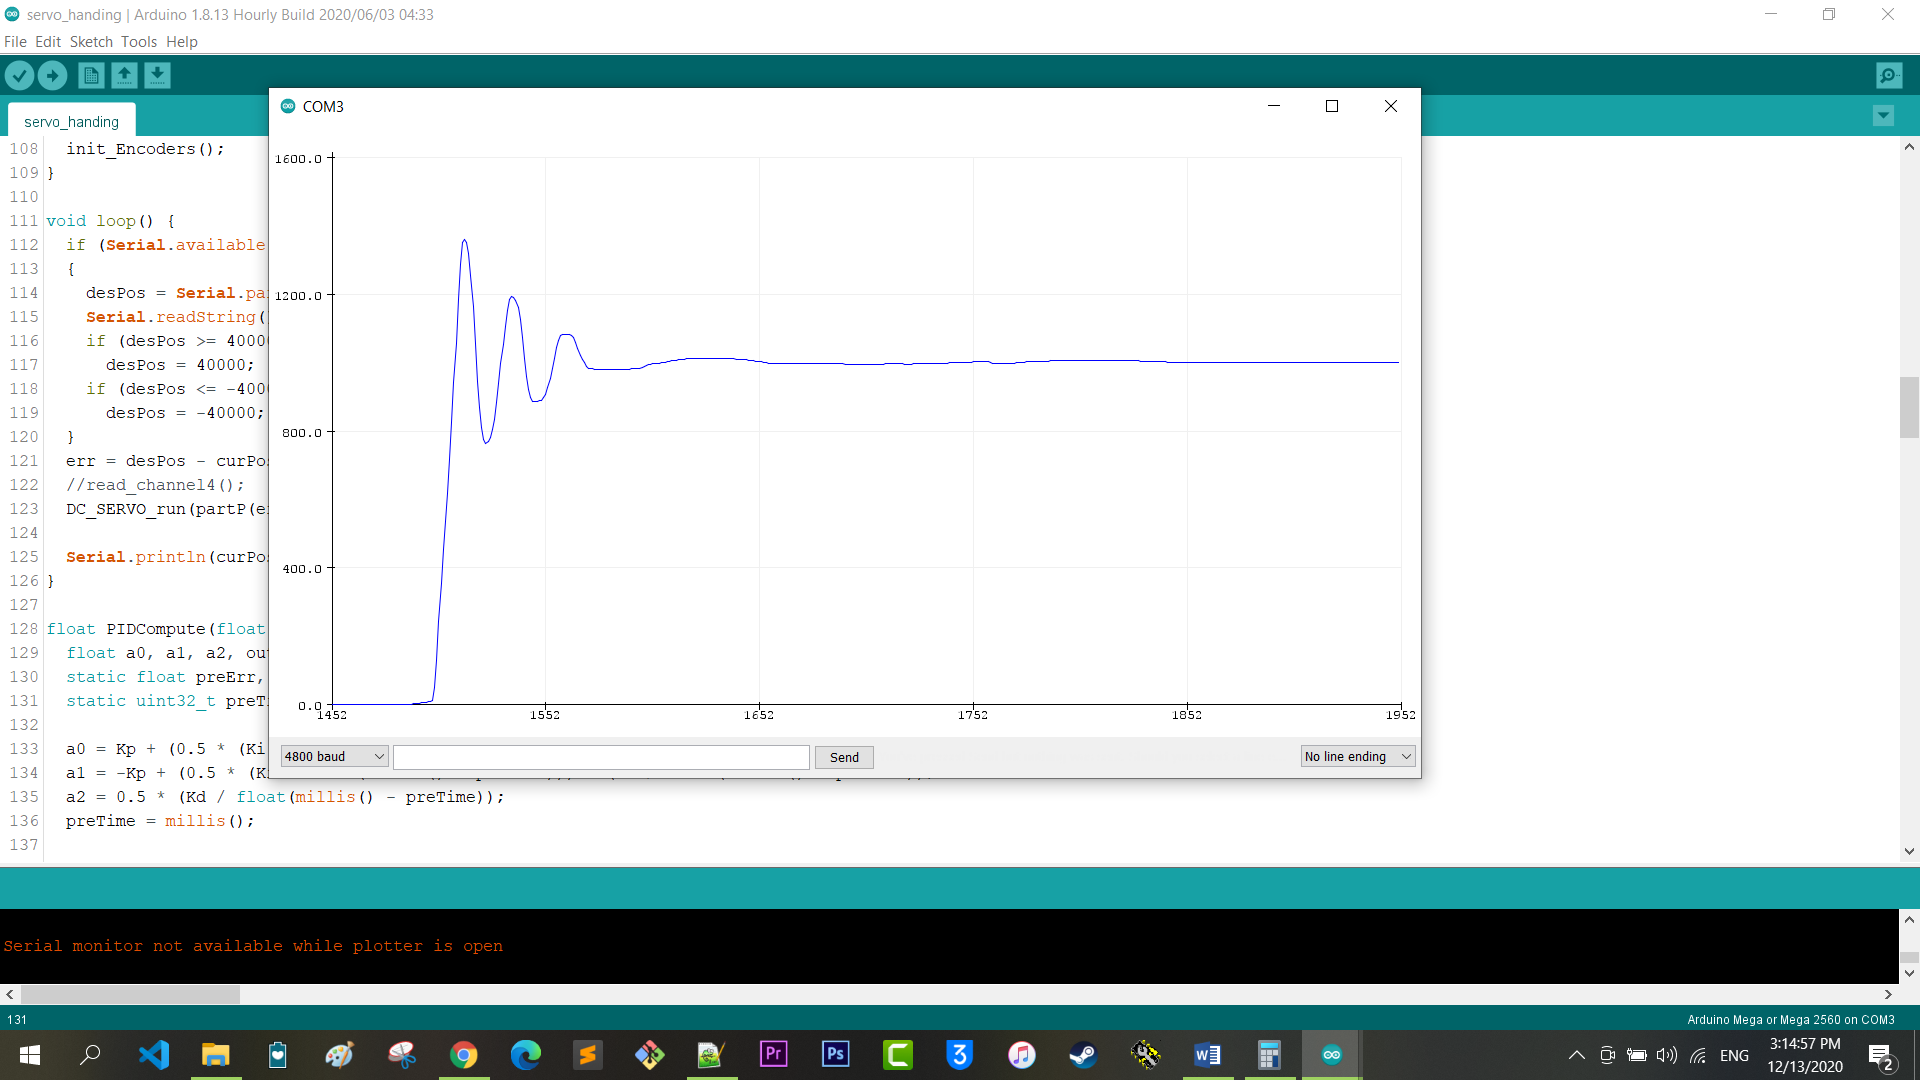 servo_handing | Arduino 1.8.13 Hourly Build 2020/06/03 04:33
File Edit Sketch Tools Help
servo_handing
COM3
108 init_Encoders();
109 }
110
111 void loop() {
112 if (Serial.available
113 {
114 desPos = Serial.pa
115 Serial.readString(
116 if (desPos >= 4000
117 desPos = 40000;
118 if (desPos <= -400
119 desPos = -40000;
120 }
121 err = desPos - curPo
122 //read_channel4();
123 DC_SERVO_run(partP(e
124
125 Serial.println(curPo
126 }
127
128 float PIDCompute(float
129 float a0, a1, a2, ou
130 static float preErr,
131 static uint32_t preT
132
133 a0 = Kp + (0.5 * (Ki
134 a1 = -Kp + (0.5 * (K
135 a2 = 0.5 * (Kd / float(millis() - preTime));
136 preTime = millis();
137
1600.0
1200.0
800.0
400.0
0.0
1452 1552 1652 1752 1852 1952
4800 baud Send No line ending
Serial monitor not available while plotter is open
131 Arduino Mega or Mega 2560 on COM3
Pr Ps C 3 W
ENG 3:14:57 PM
12/13/2020 2